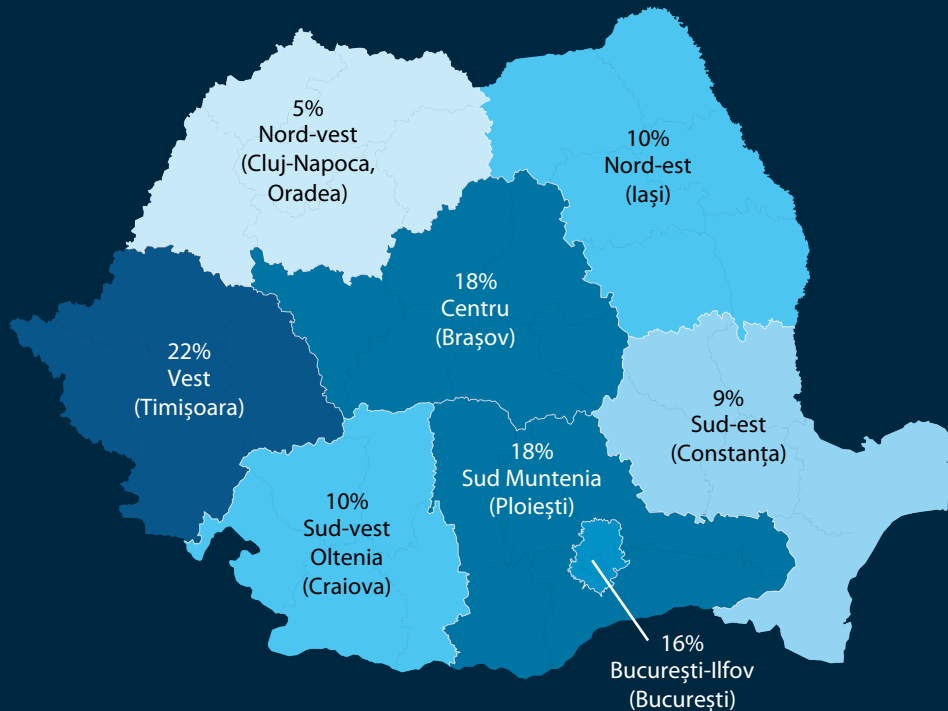 5%
Nord-vest
(Cluj-Napoca,
Oradea)
10%
Nord-est
(Iași)
18%
Centru
(Brașov)
22%
Vest
(Timișoara)
9%
Sud-est
(Constanța)
18%
Sud Muntenia
(Ploiești)
10%
Sud-vest
Oltenia
(Craiova)
16%
București-Ilfov
(București)